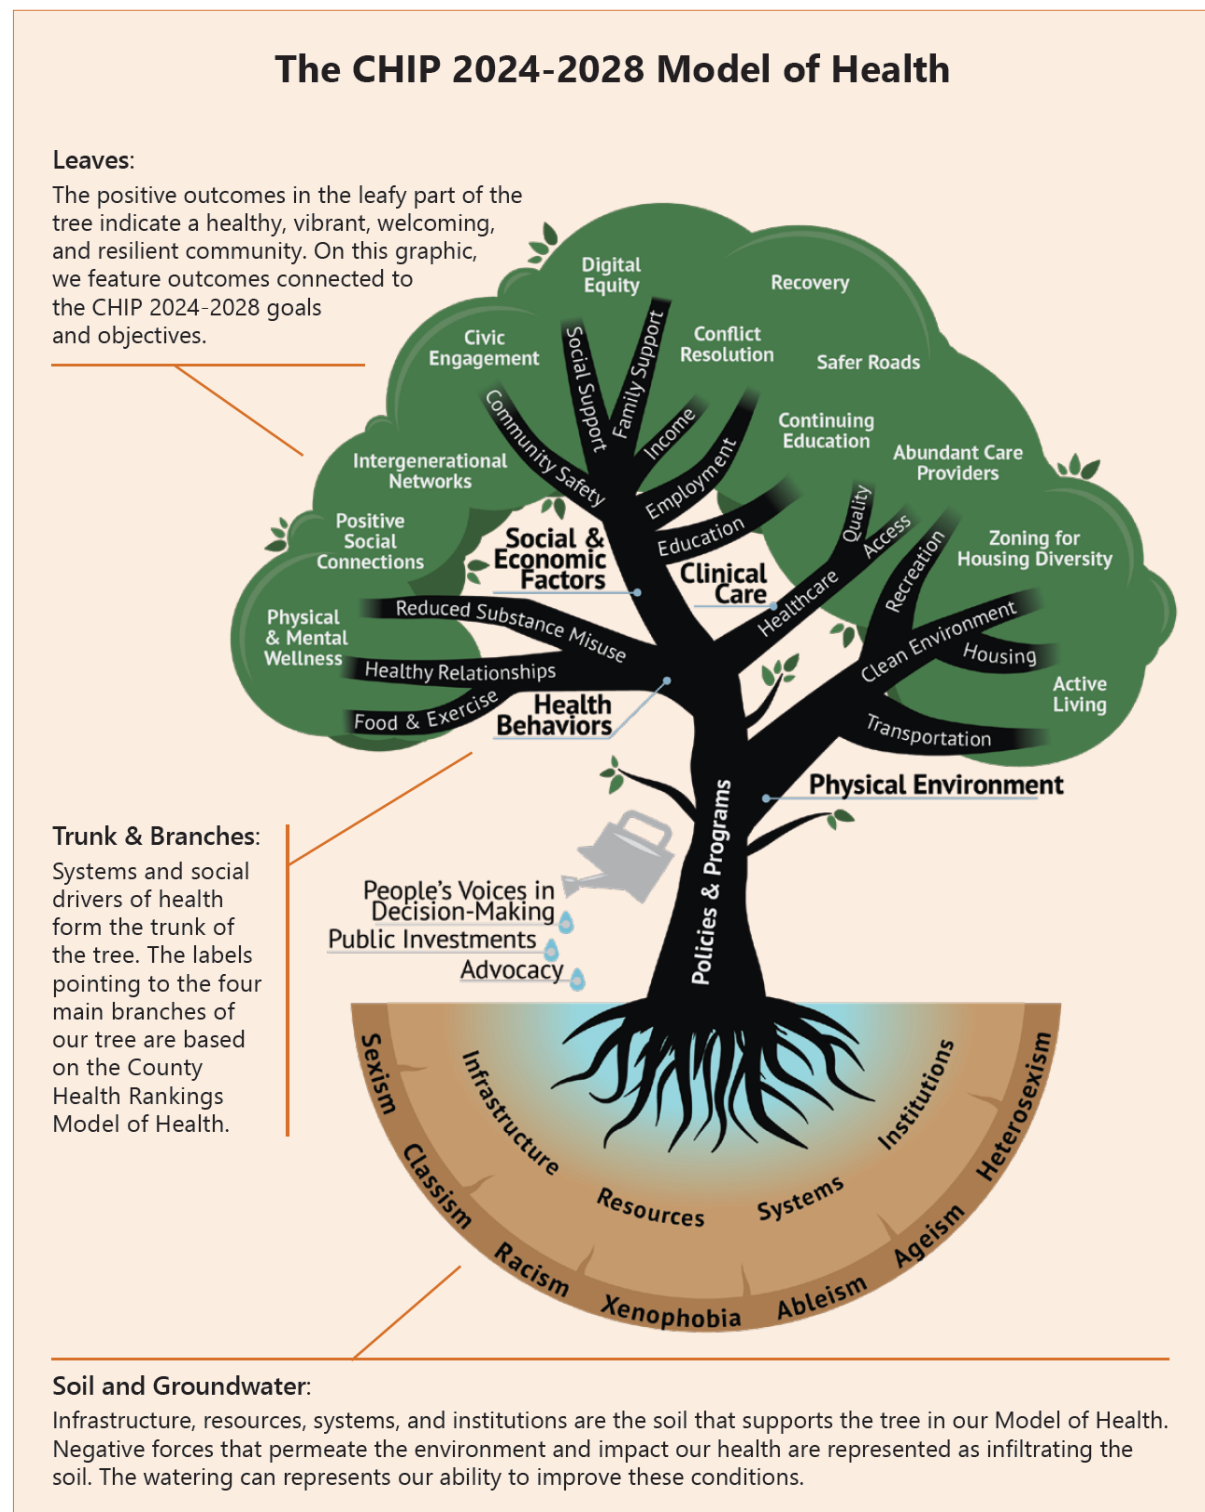 The CHIP 2024-2028 Model of Health
Leaves:
The positive outcomes in the leafy part of the
tree indicate a healthy, vibrant, welcoming,
and resilient community. On this graphic,
we feature outcomes connected to
the CHIP 2024-2028 goals
and objectives.
Digital
Equity
Recovery
Civic
Engagement
Conflict
Resolution
Safer Roads
Continuing
Education
Abundant Care
Providers
Intergenerational
Networks
Positive
Social
Connections
Zoning for
Housing Diversity
Physical
& Mental
Wellness
Active
Living
Community Safety
Social Support
Family Support
Income
Employment
Education
Social &
Economic
Factors
Clinical
Care
Healthcare
Quality
Access
Reduced Substance Misuse
Healthy Relationships
Food & Exercise
Health
Behaviors
Recreation
Clean Environment
Housing
Transportation
Physical Environment
Policies & Programs
Trunk & Branches:
Systems and social
drivers of health
form the trunk of
the tree. The labels
pointing to the four
main branches of
our tree are based
on the County
Health Rankings
Model of Health.
People's Voices in
Decision-Making
Public Investments
Advocacy
Infrastructure
Resources
Systems
Institutions
Sexism
Classism
Racism
Xenophobia
Ableism
Ageism
Heterosexism
Soil and Groundwater:
Infrastructure, resources, systems, and institutions are the soil that supports the tree in our Model of Health.
Negative forces that permeate the environment and impact our health are represented as infiltrating the
soil. The watering can represents our ability to improve these conditions.